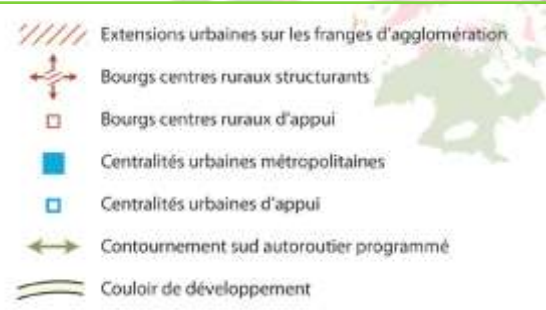 Extensions urbaines sur les franges d'agglomération
Bourgs centres ruraux structurants
Bourgs centres ruraux d'appui
Centralités urbaines métropolitaines
Centralités urbaines d'appui
Contournement sud autoroutier programmé
Couloir de développement